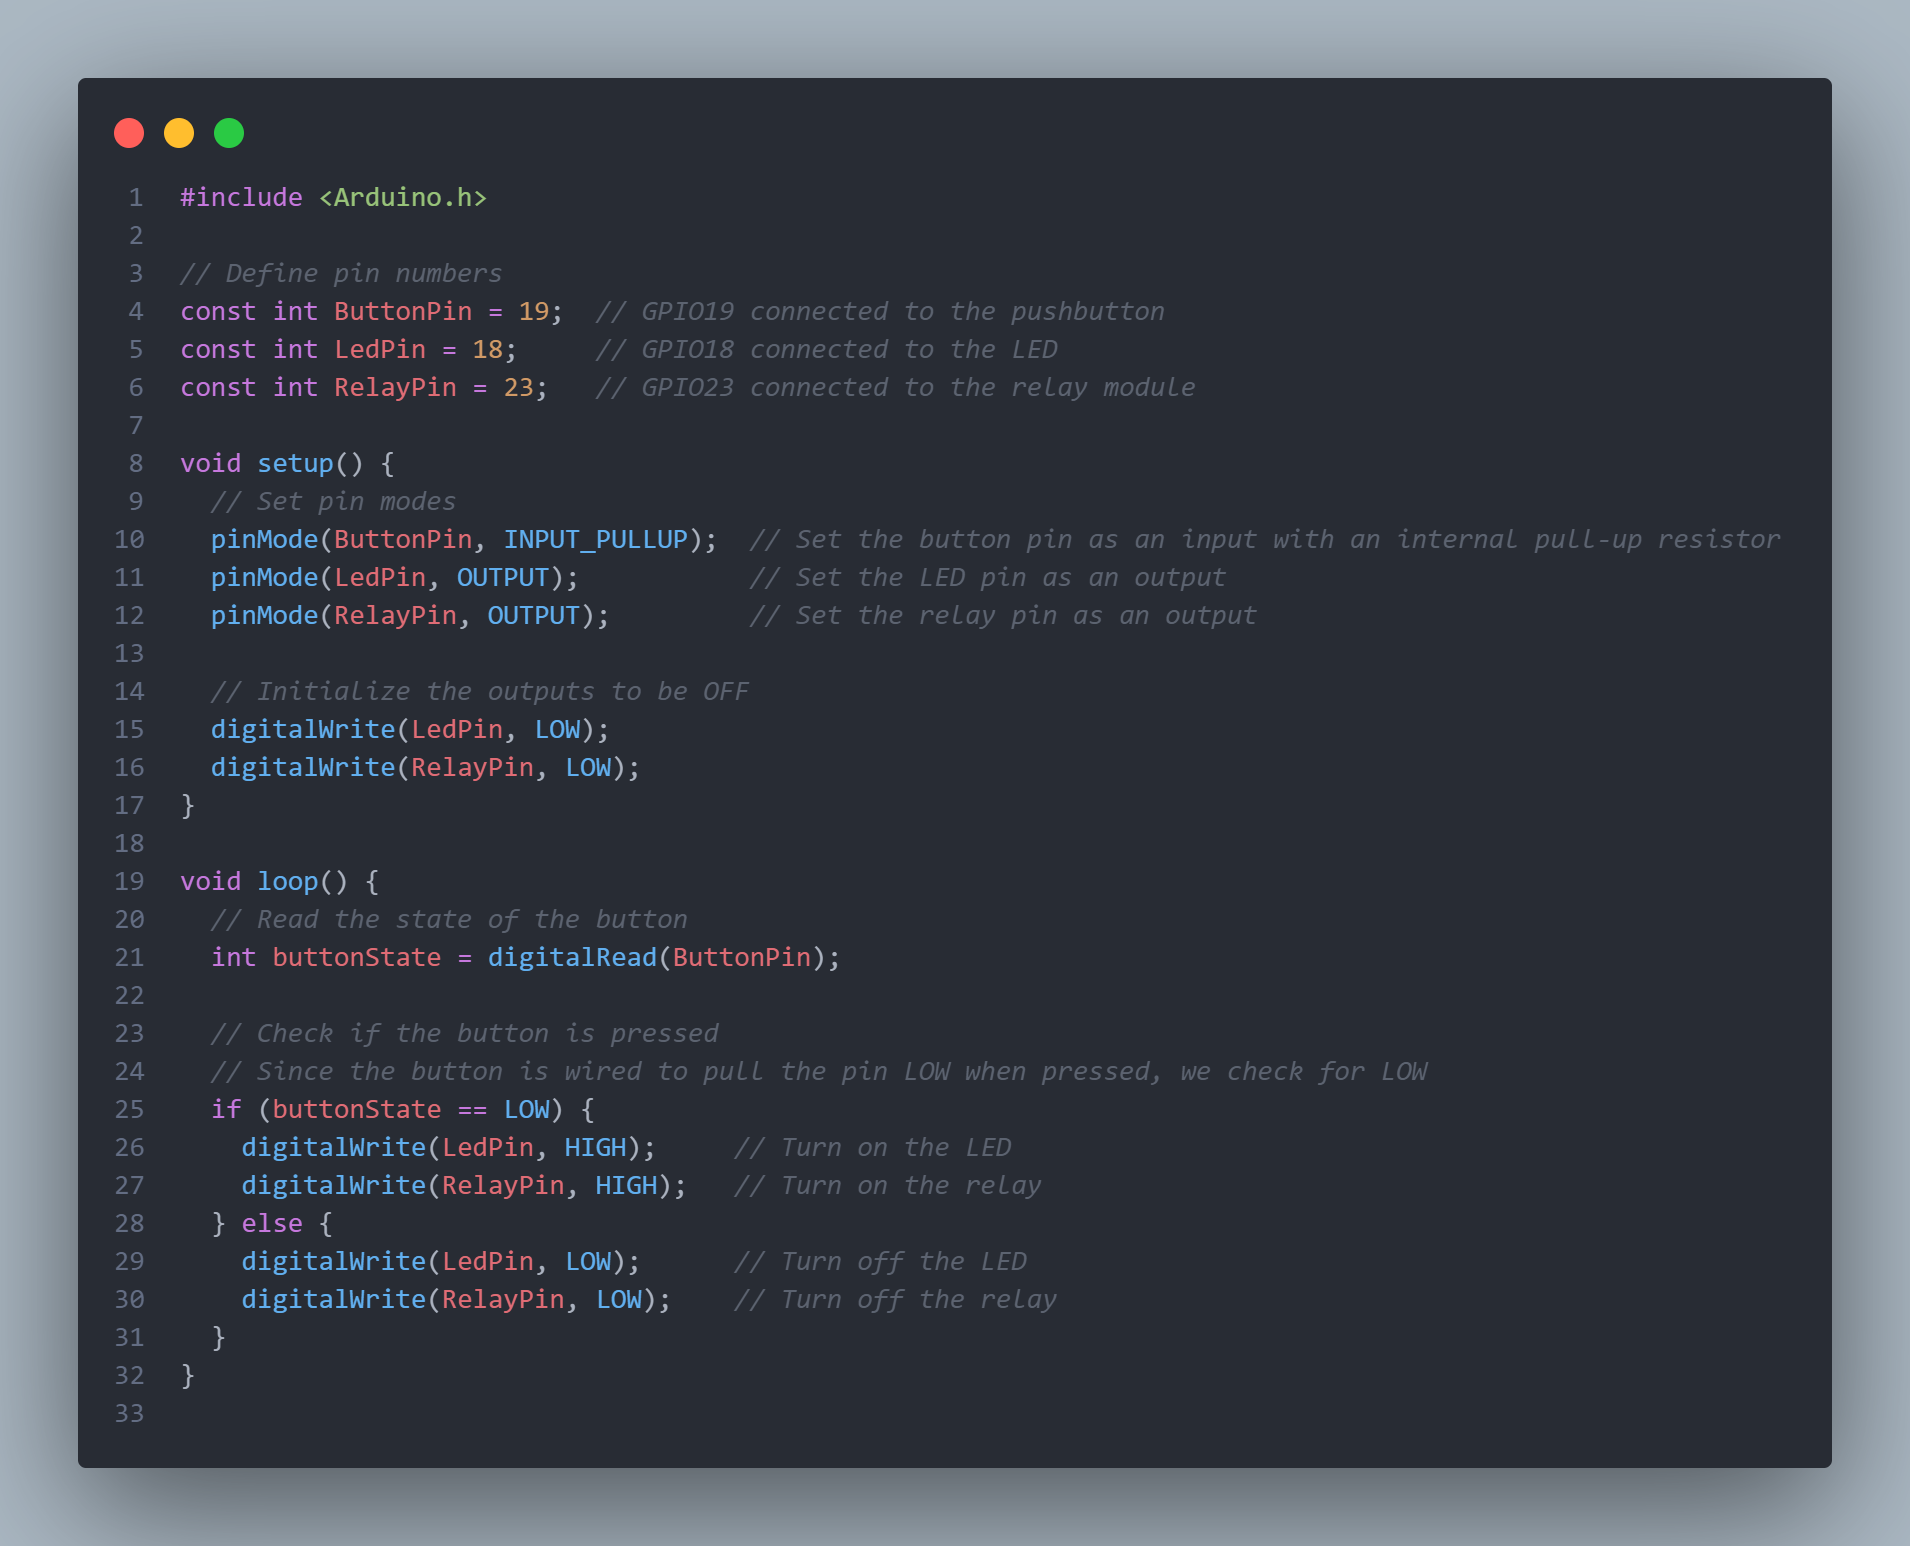 1 #include <Arduino.h>
2
3 // Define pin numbers
4 const int ButtonPin = 19;  // GPIO19 connected to the pushbutton
5 const int LedPin = 18;     // GPIO18 connected to the LED
6 const int RelayPin = 23;   // GPIO23 connected to the relay module
7
8 void setup() {
9   // Set pin modes
10   pinMode(ButtonPin, INPUT_PULLUP);  // Set the button pin as an input with an internal pull-up resistor
11   pinMode(LedPin, OUTPUT);           // Set the LED pin as an output
12   pinMode(RelayPin, OUTPUT);         // Set the relay pin as an output
13
14   // Initialize the outputs to be OFF
15   digitalWrite(LedPin, LOW);
16   digitalWrite(RelayPin, LOW);
17 }
18
19 void loop() {
20   // Read the state of the button
21   int buttonState = digitalRead(ButtonPin);
22
23   // Check if the button is pressed
24   // Since the button is wired to pull the pin LOW when pressed, we check for LOW
25   if (buttonState == LOW) {
26     digitalWrite(LedPin, HIGH);     // Turn on the LED
27     digitalWrite(RelayPin, HIGH);   // Turn on the relay
28   } else {
29     digitalWrite(LedPin, LOW);      // Turn off the LED
30     digitalWrite(RelayPin, LOW);    // Turn off the relay
31   }
32 }
33